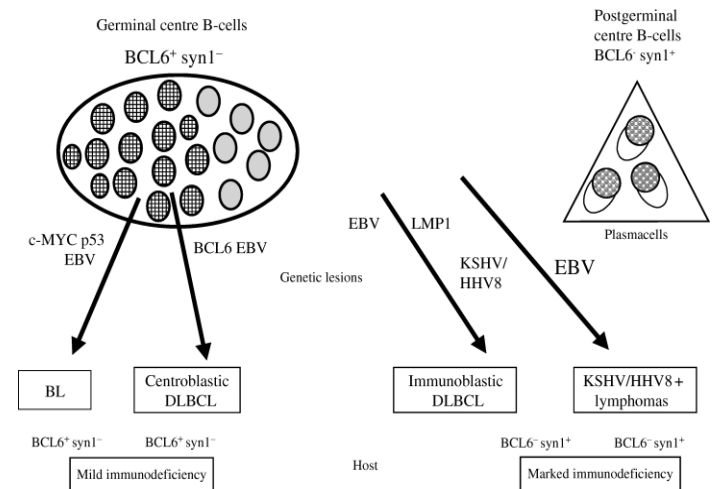 Germinal centre B-cells
BCL6⁺ syn1⁻
Postgerminal
centre B-cells
BCL6⁻ syn1⁺
Plasmacells
c-MYC p53
EBV
BCL6 EBV
Genetic lesions
EBV
LMP1
KSHV/
HHV8
EBV
BL
Centroblastic
DLBCL
Immunoblastic
DLBCL
KSHV/HHV8 +
lymphomas
BCL6⁺ syn1⁻
BCL6⁺ syn1⁻
BCL6⁻ syn1⁺
BCL6⁻ syn1⁺
Mild immunodeficiency
Host
Marked immunodeficiency